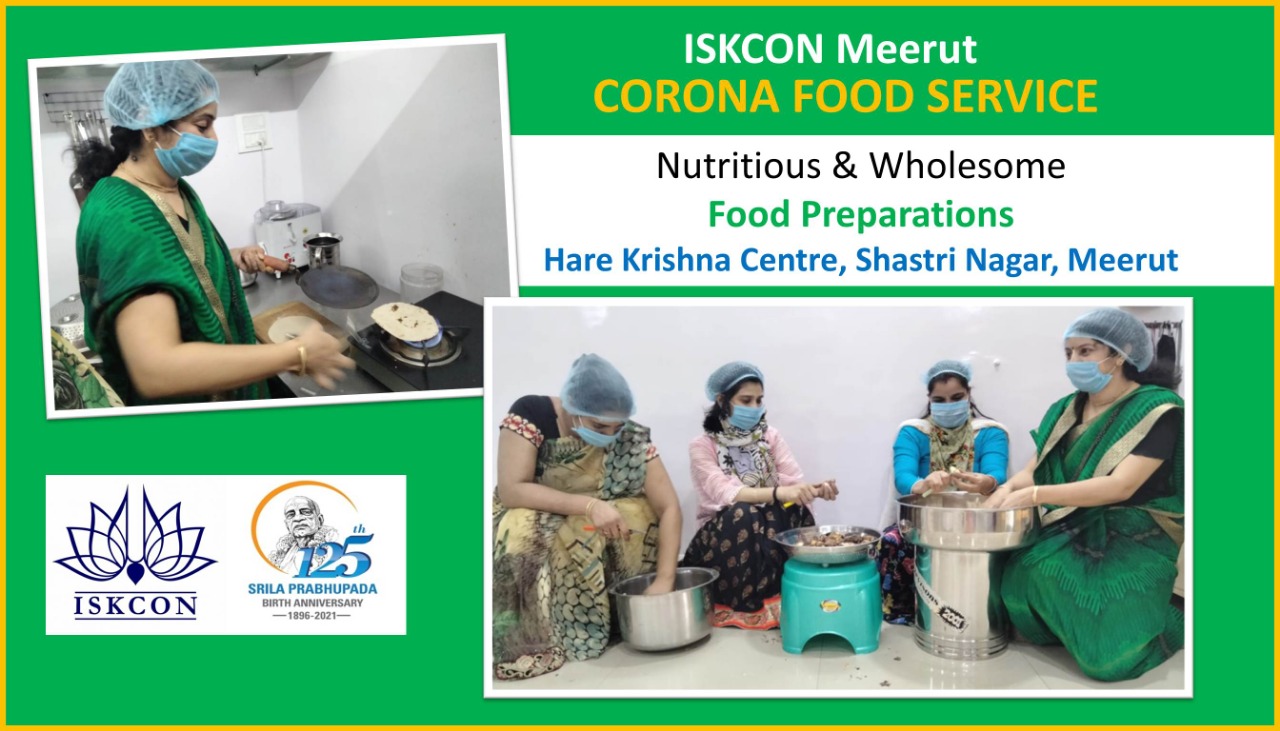 ISKCON Meerut
CORONA FOOD SERVICE
Nutritious & Wholesome
Food Preparations
Hare Krishna Centre, Shastri Nagar, Meerut
ISKCON
125th
SRILA PRABHUPADA
BIRTH ANNIVERSARY
—1896-2021—